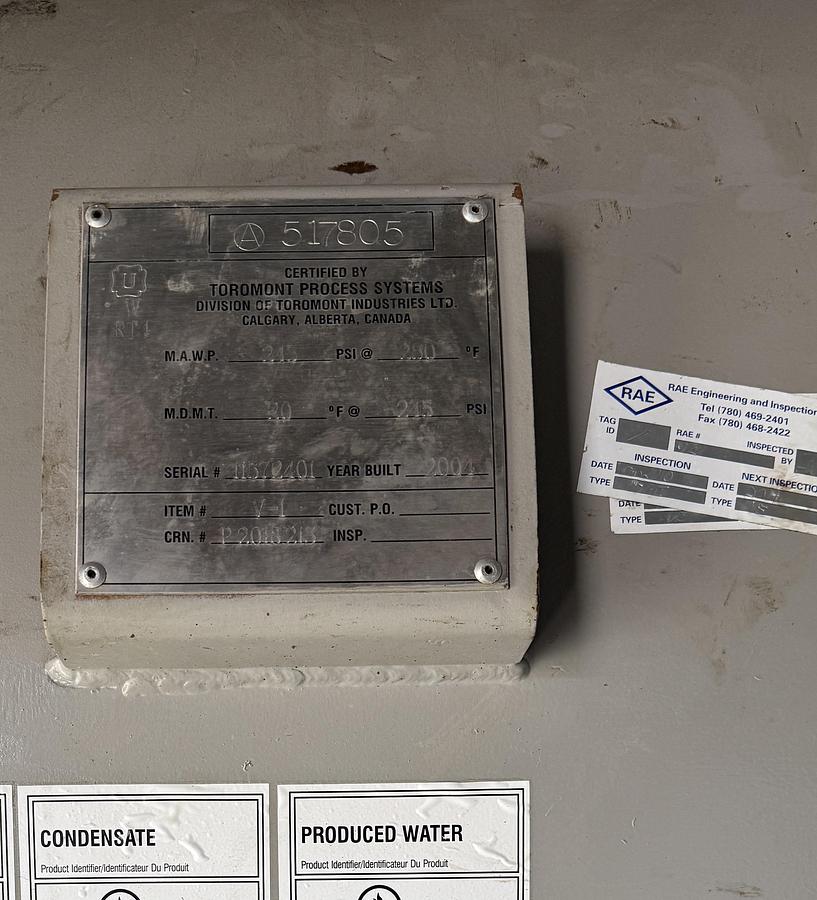 Ⓐ 517805
U
W
RT1
CERTIFIED BY
TOROMONT PROCESS SYSTEMS
DIVISION OF TOROMONT INDUSTRIES LTD.
CALGARY, ALBERTA, CANADA
M.A.W.P. PSI @ °F
M.D.M.T. °F @ PSI
SERIAL # YEAR BUILT 2004
ITEM # V-1 CUST. P.O.
CRN. # INSP.
RAE
RAE Engineering and Inspection
Tel (780) 469-2401
Fax (780) 468-2422
TAG ID
RAE #
INSPECTED BY
INSPECTION
NEXT INSPECTIO
DATE
TYPE
DATE
TYPE
DATE
TYPE
CONDENSATE
Product Identifier/Identificateur Du Produit
PRODUCED WATER
Product Identifier/Identificateur Du Produit